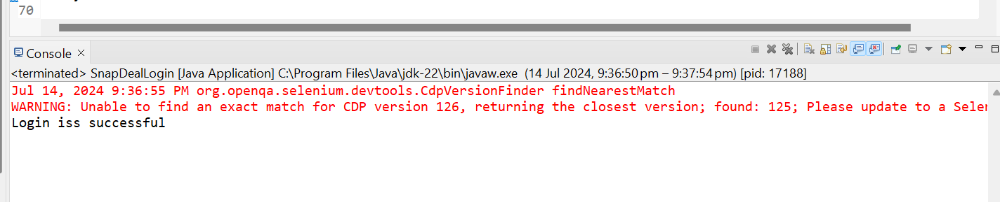 70
Console
<terminated> SnapDealLogin [Java Application] C:\Program Files\Java\jdk-22\bin\javaw.exe (14 Jul 2024, 9:36:50 pm – 9:37:54 pm) [pid: 17188]
Jul 14, 2024 9:36:55 PM org.openqa.selenium.devtools.CdpVersionFinder findNearestMatch
WARNING: Unable to find an exact match for CDP version 126, returning the closest version; found: 125; Please update to a Selen
Login iss successful